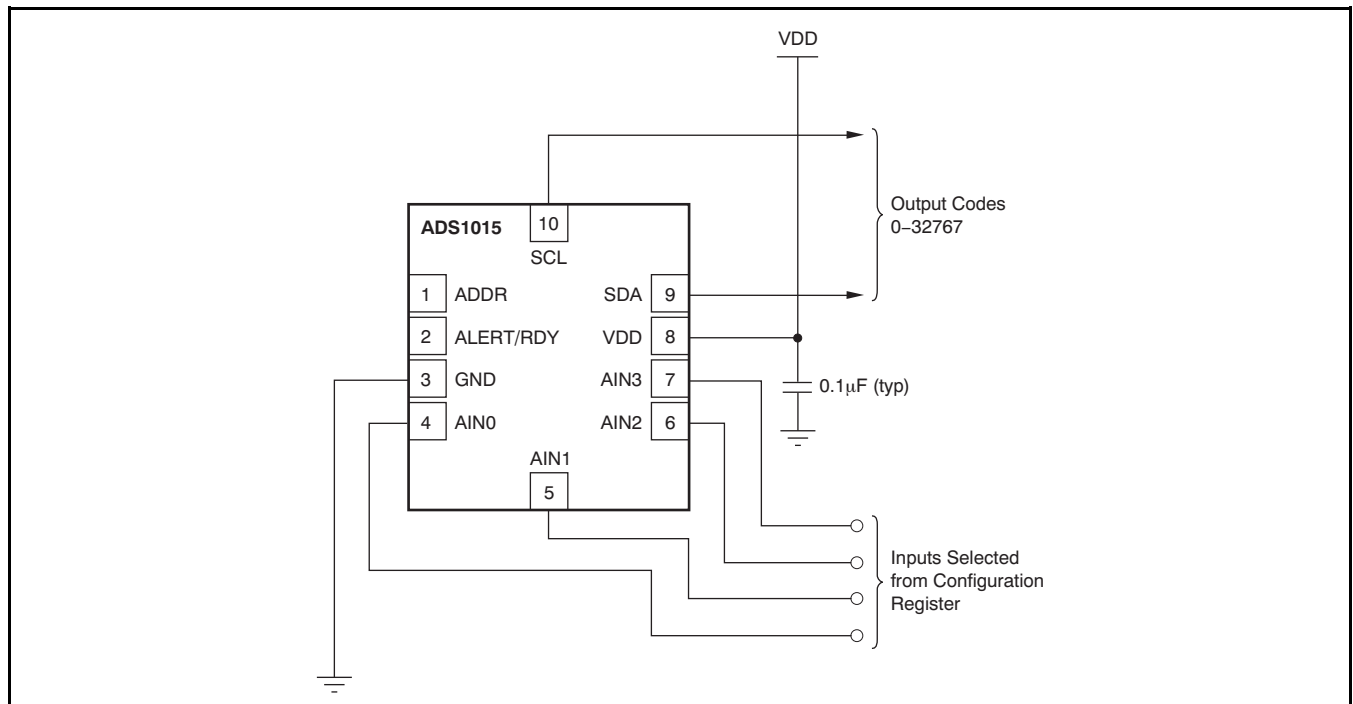 VDD
Output Codes
0–32767
ADS1015
10
SCL
1
ADDR
SDA
9
2
ALERT/RDY
VDD
8
3
GND
AIN3
7
0.1µF (typ)
4
AIN0
AIN2
6
AIN1
5
Inputs Selected
from Configuration
Register